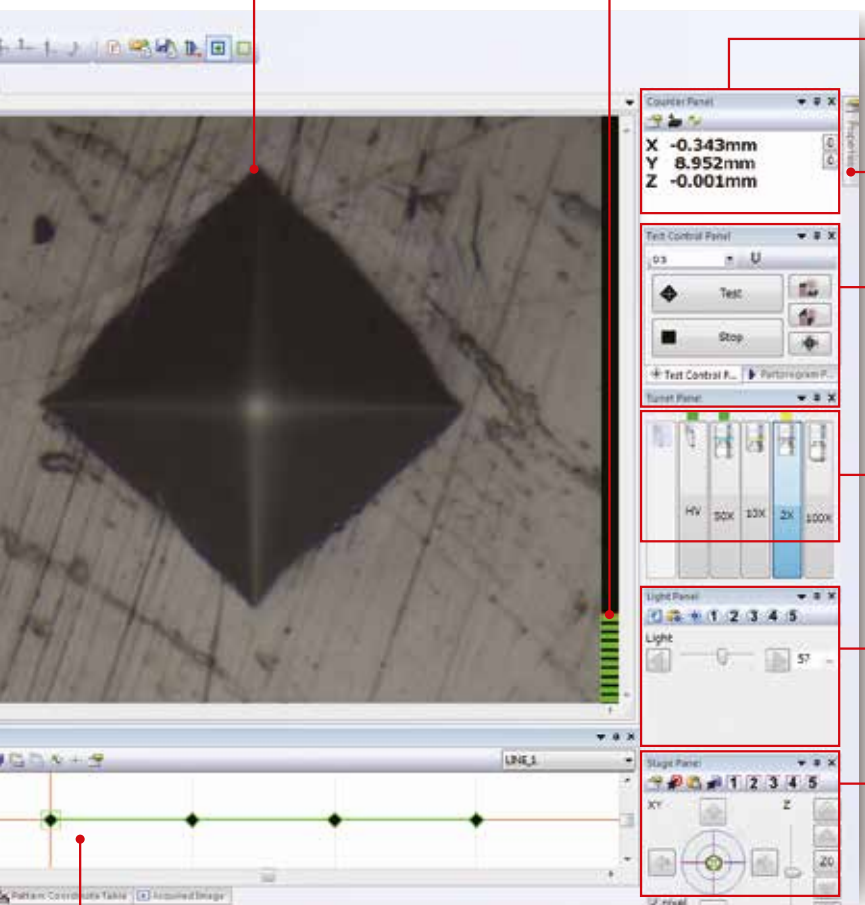 Counter Panel
Properties
X -0.343mm
Y 8.952mm
Z -0.001mm
Test Control Panel
Test
Stop
Test Control P...
Turret Panel
HV 50X 10X 2X 100X
Light Panel
1 2 3 4 5
Light
57
LINE_1
Stage Panel
1 2 3 4 5
XY Z
Z0
Pattern Coordinate Table Acquired Image